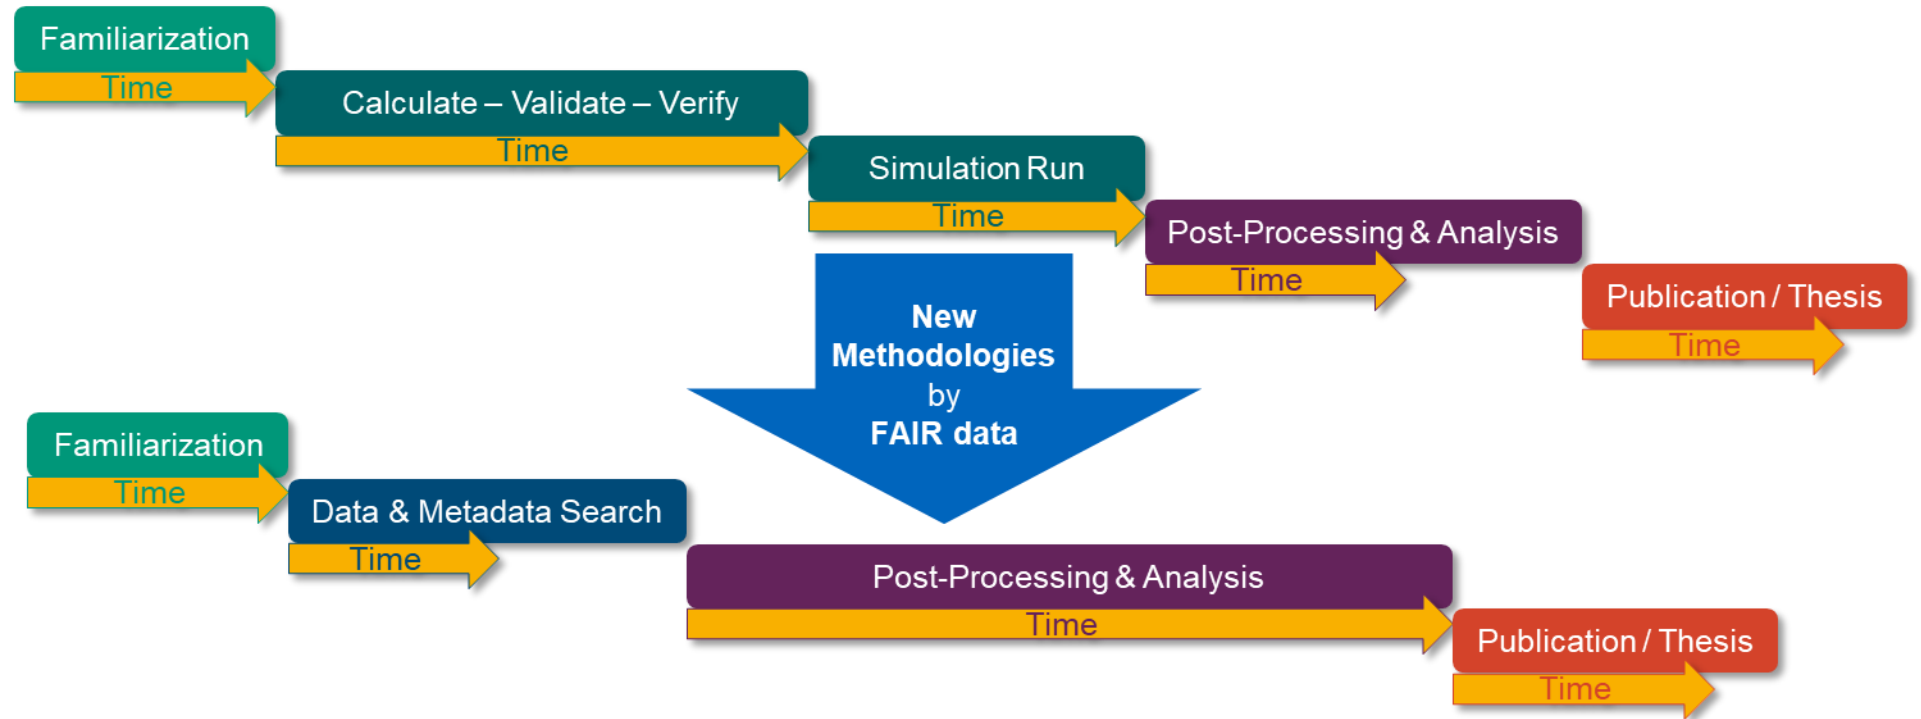 Familiarization
Time
Calculate – Validate – Verify
Time
Simulation Run
Time
Post-Processing & Analysis
Time
Publication / Thesis
Time
New
Methodologies
by
FAIR data
Familiarization
Time
Data & Metadata Search
Time
Post-Processing & Analysis
Time
Publication / Thesis
Time